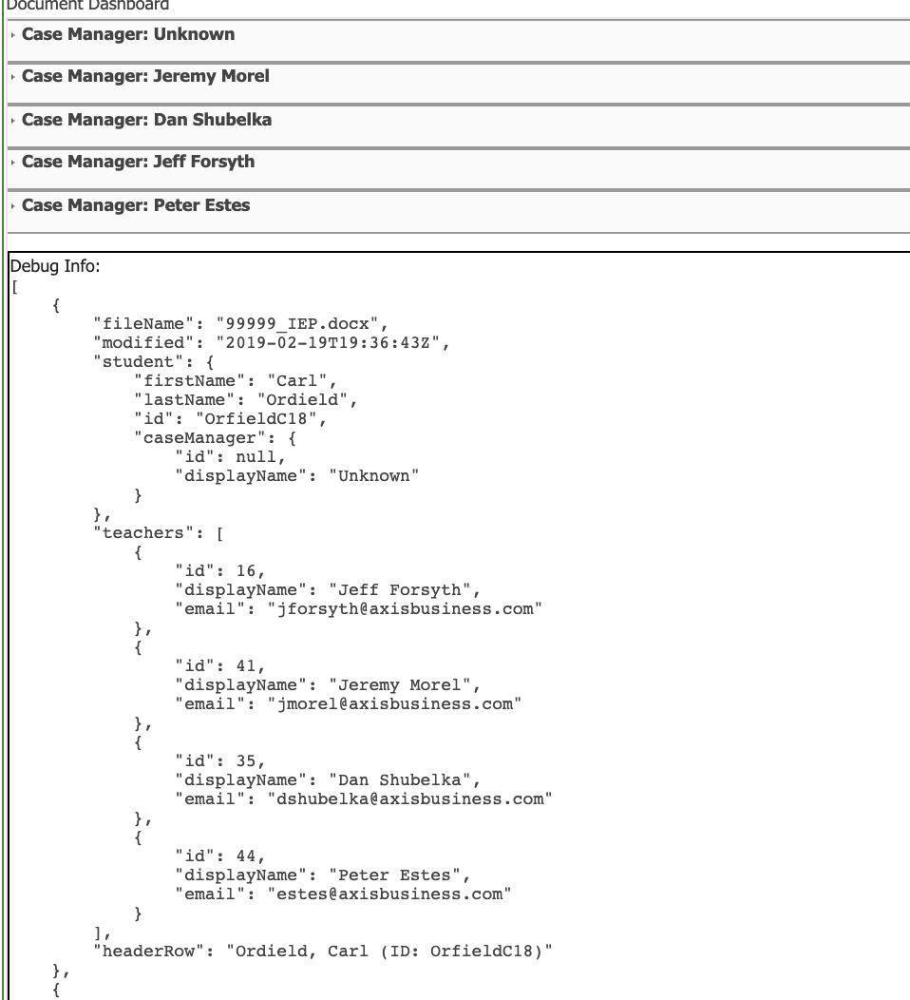 Document Dashboard
Case Manager: Unknown
Case Manager: Jeremy Morel
Case Manager: Dan Shubelka
Case Manager: Jeff Forsyth
Case Manager: Peter Estes
Debug Info:
[
    {
        "fileName": "99999_IEP.docx",
        "modified": "2019-02-19T19:36:43Z",
        "student": {
            "firstName": "Carl",
            "lastName": "Ordield",
            "id": "OrfieldC18",
            "caseManager": {
                "id": null,
                "displayName": "Unknown"
            }
        },
        "teachers": [
            {
                "id": 16,
                "displayName": "Jeff Forsyth",
                "email": "jforsyth@axisbusiness.com"
            },
            {
                "id": 41,
                "displayName": "Jeremy Morel",
                "email": "jmorel@axisbusiness.com"
            },
            {
                "id": 35,
                "displayName": "Dan Shubelka",
                "email": "dshubelka@axisbusiness.com"
            },
            {
                "id": 44,
                "displayName": "Peter Estes",
                "email": "estes@axisbusiness.com"
            }
        ],
        "headerRow": "Ordield, Carl (ID: OrfieldC18)"
    },
    {